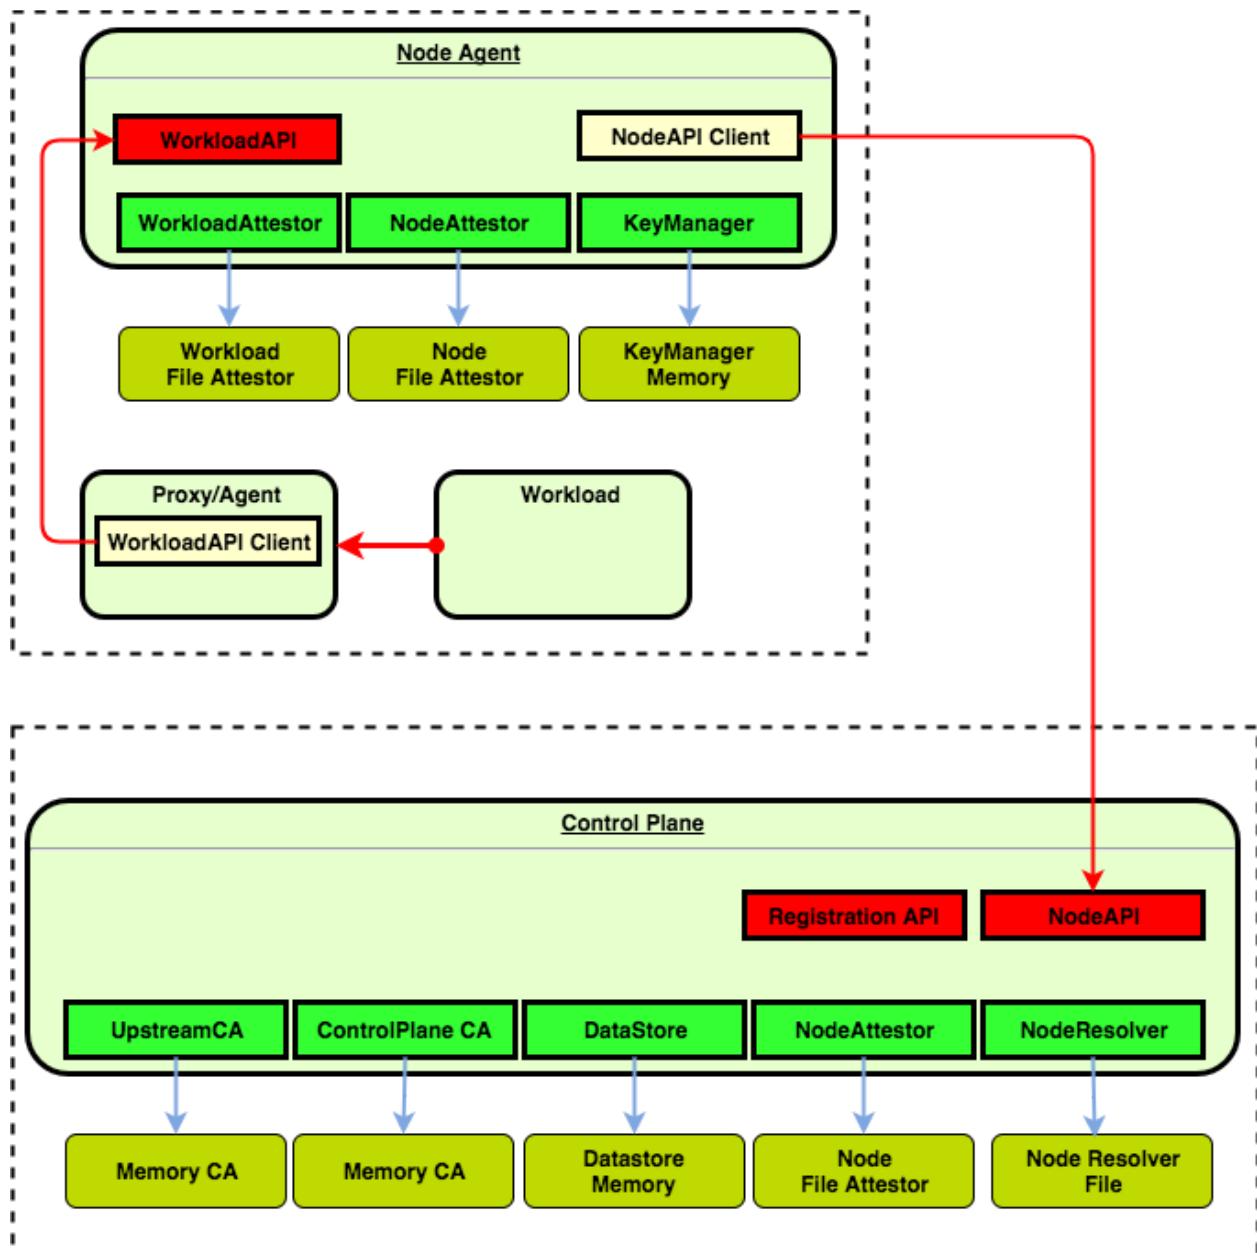 Node Agent
WorkloadAPI
NodeAPI Client
WorkloadAttestor
NodeAttestor
KeyManager
Workload
File Attestor
Node
File Attestor
KeyManager
Memory
Proxy/Agent
WorkloadAPI Client
Workload
Control Plane
Registration API
NodeAPI
UpstreamCA
ControlPlane CA
DataStore
NodeAttestor
NodeResolver
Memory CA
Memory CA
Datastore
Memory
Node
File Attestor
Node Resolver
File